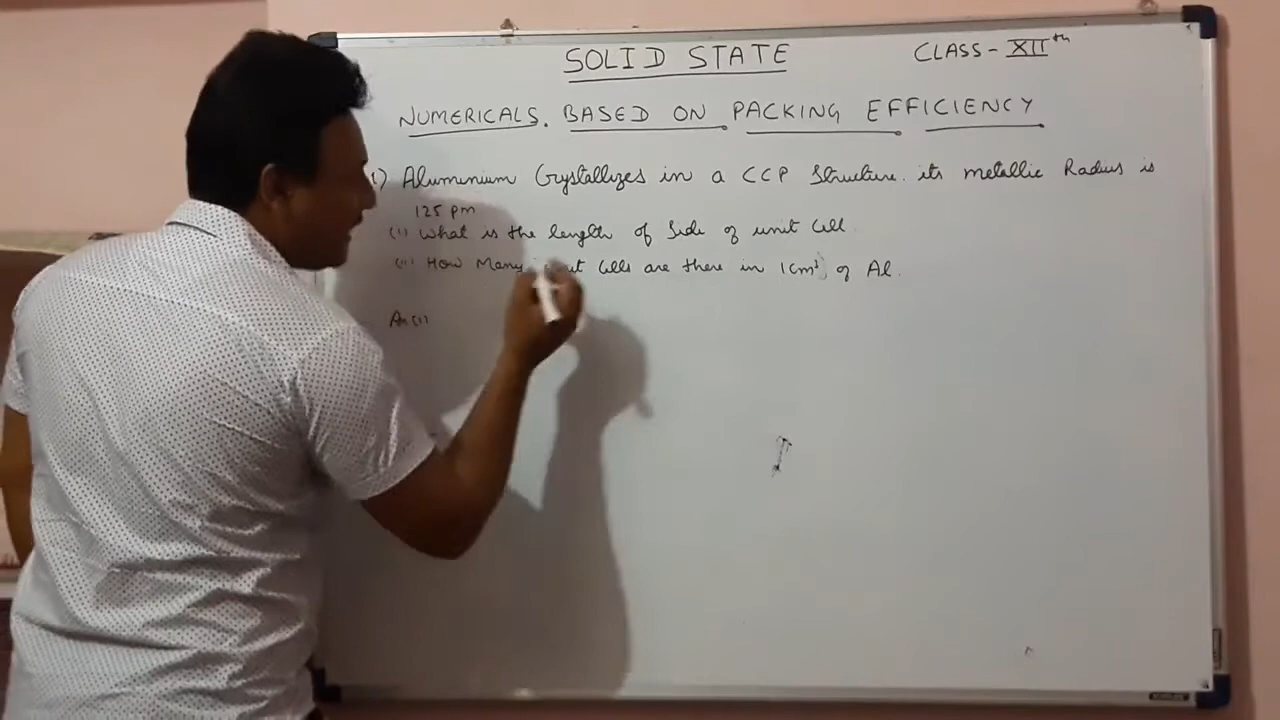 SOLID STATE
CLASS-XIIth
NUMERICALS. BASED ON PACKING EFFICIENCY
1) Aluminium Crystallizes in a CCP Structure. its metallic Radius is
125 pm
(i) What is the length of Side of unit Cell
(ii) How Many unit Cells are there in 1cm³ of Al.
An(i)